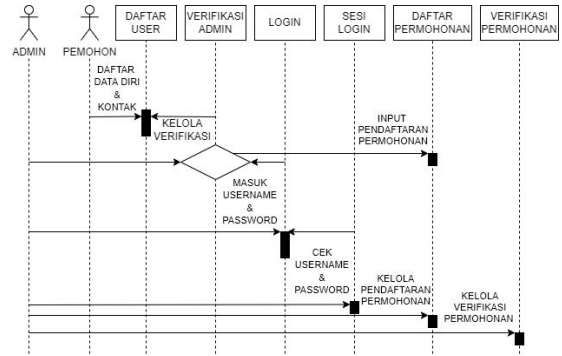 ADMIN
PEMOHON
DAFTAR
USER
VERIFIKASI
ADMIN
LOGIN
SESI
LOGIN
DAFTAR
PERMOHONAN
VERIFIKASI
PERMOHONAN
DAFTAR
DATA DIRI
&
KONTAK
KELOLA
VERIFIKASI
INPUT
PENDAFTARAN
PERMOHONAN
MASUK
USERNAME
&
PASSWORD
CEK
USERNAME
&
PASSWORD
KELOLA
PENDAFTARAN
PERMOHONAN
KELOLA
VERIFIKASI
PERMOHONAN